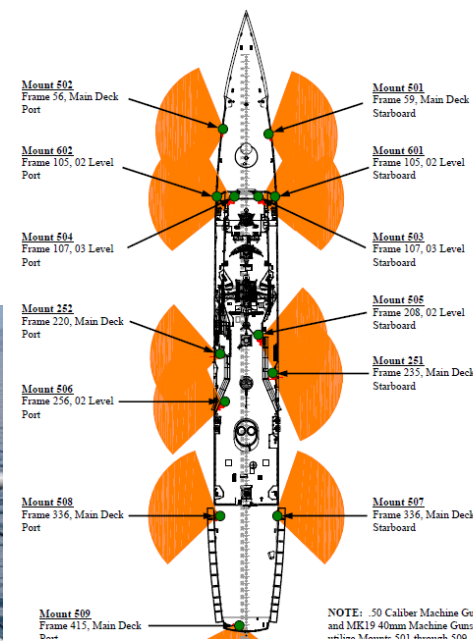 Mount 502
Frame 56, Main Deck
Port
Mount 501
Frame 59, Main Deck
Starboard
Mount 602
Frame 105, 02 Level
Port
Mount 601
Frame 105, 02 Level
Starboard
Mount 504
Frame 107, 03 Level
Port
Mount 503
Frame 107, 03 Level
Starboard
Mount 252
Frame 220, Main Deck
Port
Mount 505
Frame 208, 02 Level
Starboard
Mount 251
Frame 235, Main Deck
Starboard
Mount 506
Frame 256, 02 Level
Port
Mount 508
Frame 336, Main Deck
Port
Mount 507
Frame 336, Main Deck
Starboard
Mount 509
Frame 415, Main Deck
Port
NOTE: .50 Caliber Machine Gu
and MK19 40mm Machine Guns
utilize Mounts 501 through 509